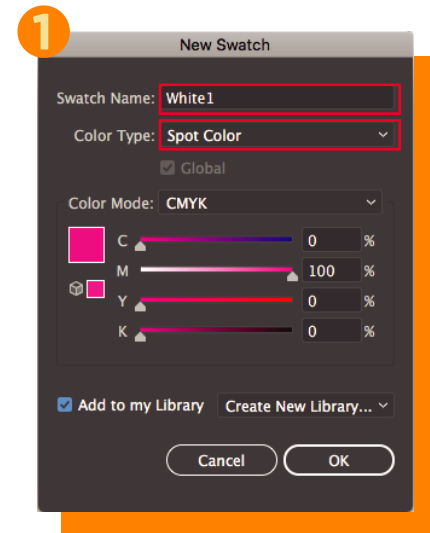 1
New Swatch
Swatch Name: White1
Color Type: Spot Color
Global
Color Mode: CMYK
C 0 %
M 100 %
Y 0 %
K 0 %
Add to my Library Create New Library...
Cancel OK